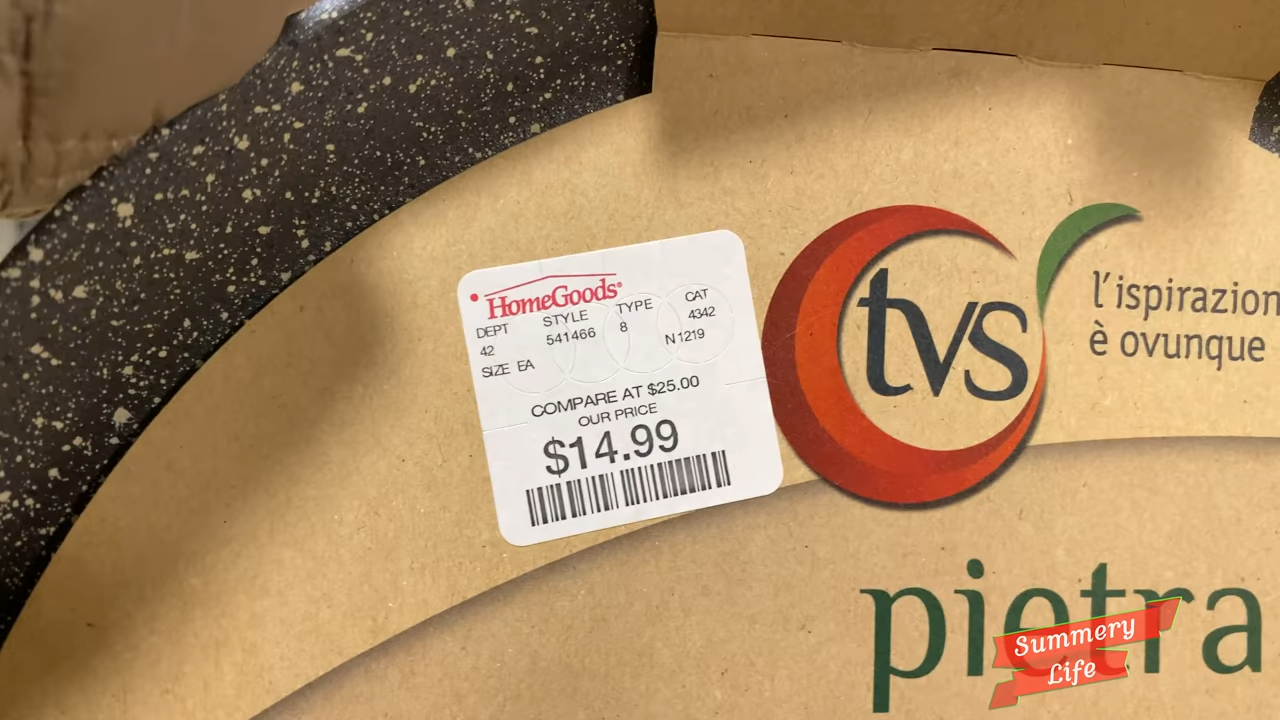 HomeGoods®
DEPT STYLE TYPE CAT
42 541466 8 4342
SIZE EA N1219
COMPARE AT $25.00
OUR PRICE
$14.99
tvs
l'ispirazion
è ovunque
pietra
Summery
Life